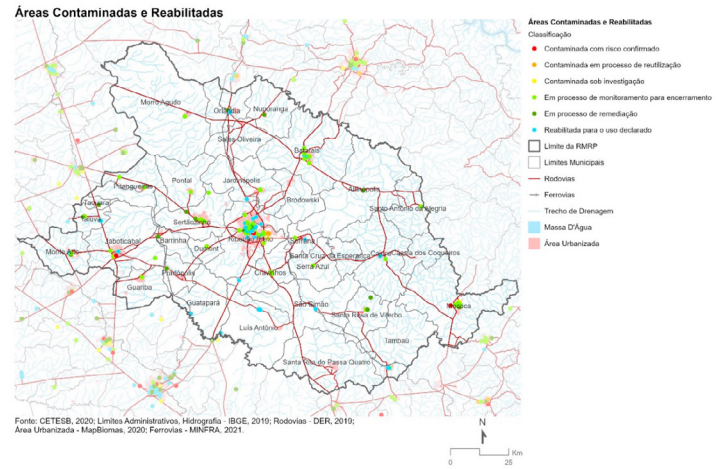 Áreas Contaminadas e Reabilitadas
Áreas Contaminadas e Reabilitadas
Classificação
Contaminada com risco confirmado
Contaminada em processo de reutilização
Contaminada sob investigação
Em processo de monitoramento para encerramento
Em processo de remediação
Reabilitada para o uso declarado
Limite da RMRP
Limites Municipais
Rodovias
Ferrovias
Trecho de Drenagem
Massa D'Água
Área Urbanizada
Morro Agudo
Orlândia
Nuporanga
Sales Oliveira
Batatais
Pitangueiras
Pontal
Jardinópolis
Altinópolis
Taquaral
Brodowski
Santo Antônio da Alegria
Taiúva
Sertãozinho
Jaboticabal
Barrinha
Ribeirão Preto
Serrana
Monte Alto
Dumont
Santa Cruz da Esperança
Cássia dos Coqueiros
Serra Azul
Pradópolis
Cravinhos
Guariba
Guatapará
São Simão
Mococa
Santa Rosa de Viterbo
Luís Antônio
Tambaú
Santa Rita do Passa Quatro
Fonte: CETESB, 2020; Limites Administrativos, Hidrografia - IBGE, 2019; Rodovias - DER, 2019;
Área Urbanizada - MapBiomas, 2020; Ferrovias - MINFRA, 2021.
N
Km
0 25